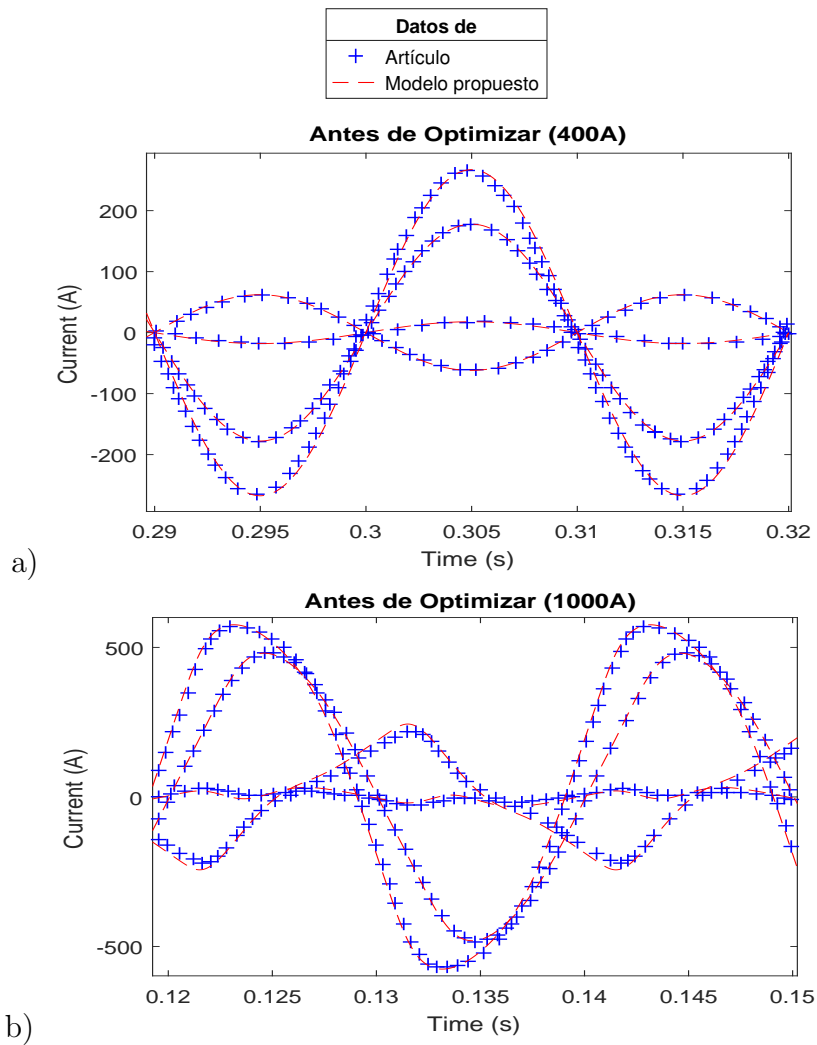 Datos de
Artículo
Modelo propuesto
Antes de Optimizar (400A)
Current (A)
200
100
0
-100
-200
0.29 0.295 0.3 0.305 0.31 0.315 0.32
Time (s)
a)
Antes de Optimizar (1000A)
Current (A)
500
0
-500
0.12 0.125 0.13 0.135 0.14 0.145 0.15
Time (s)
b)